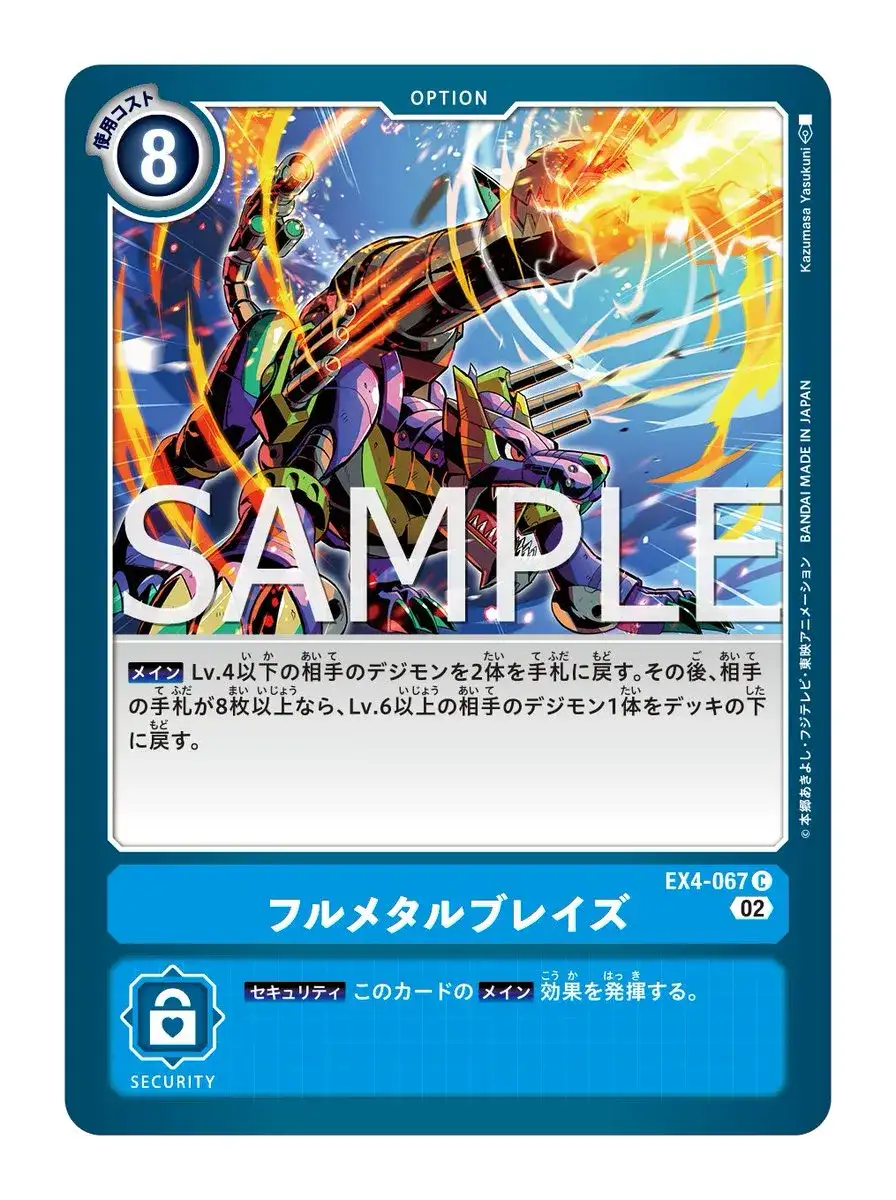 OPTION
使用コスト
8
Kazumasa Yasukuni
SAMPLE
BANDAI MADE IN JAPAN
©本郷あきよし・フジテレビ・東映アニメーション
メイン Lv.4以下の相手のデジモンを2体を手札に戻す。その後、相手
の手札が8枚以上なら、Lv.6以上の相手のデジモン1体をデッキの下
に戻す。
EX4-067 C
フルメタルブレイズ
02
セキュリティ このカードの メイン 効果を発揮する。
SECURITY